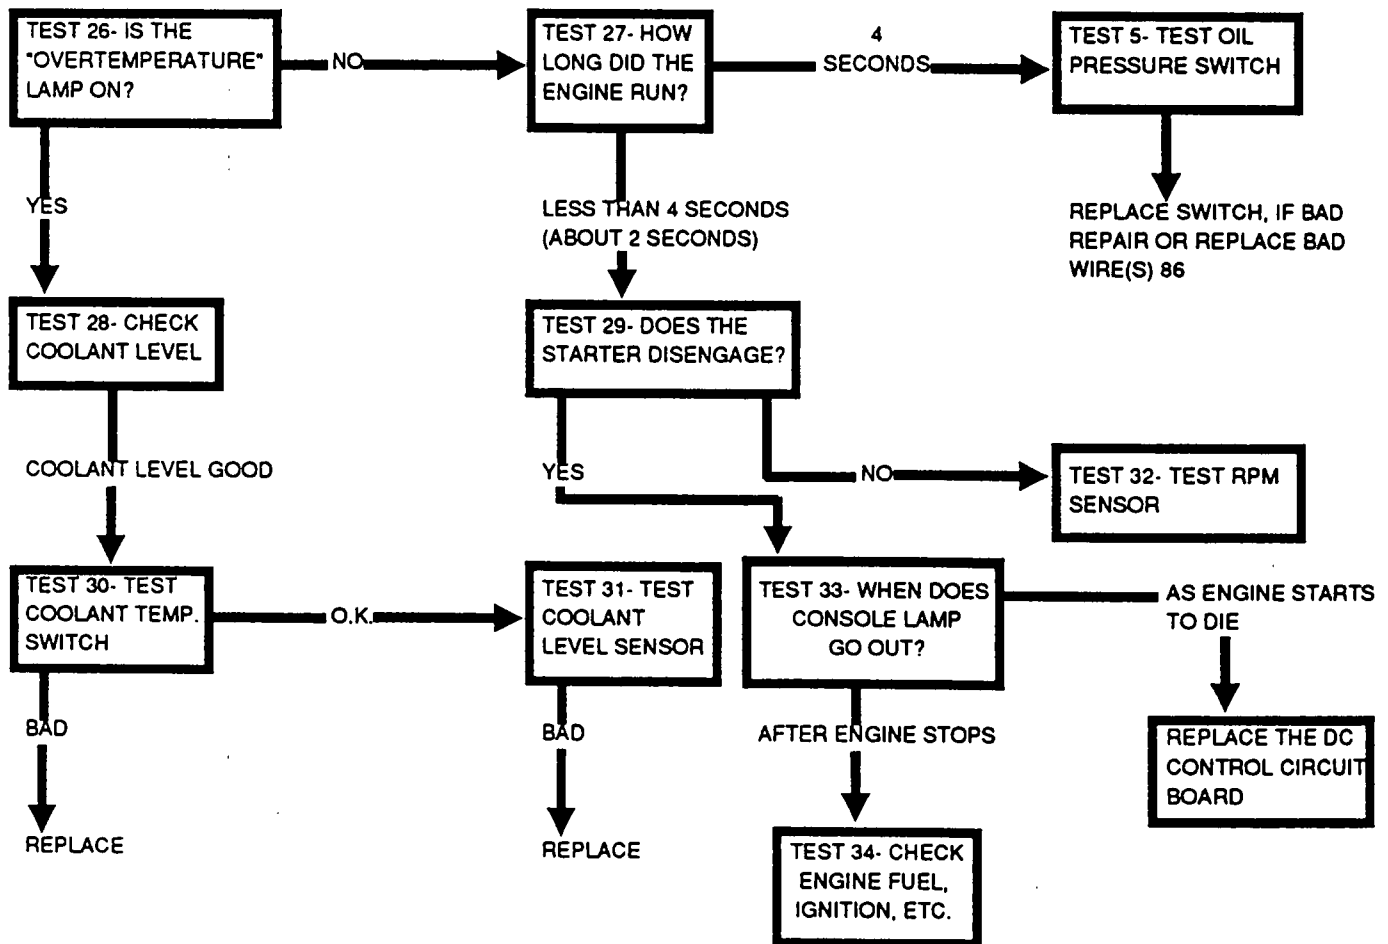 TEST 26- IS THE
"OVERTEMPERATURE"
LAMP ON?
NO
TEST 27- HOW
LONG DID THE
ENGINE RUN?
4
SECONDS
TEST 5- TEST OIL
PRESSURE SWITCH
YES
LESS THAN 4 SECONDS
(ABOUT 2 SECONDS)
REPLACE SWITCH, IF BAD
REPAIR OR REPLACE BAD
WIRE(S) 86
TEST 28- CHECK
COOLANT LEVEL
TEST 29- DOES THE
STARTER DISENGAGE?
COOLANT LEVEL GOOD
YES
NO
TEST 32- TEST RPM
SENSOR
TEST 30- TEST
COOLANT TEMP.
SWITCH
O.K.
TEST 31- TEST
COOLANT
LEVEL SENSOR
TEST 33- WHEN DOES
CONSOLE LAMP
GO OUT?
AS ENGINE STARTS
TO DIE
BAD
BAD
AFTER ENGINE STOPS
REPLACE THE DC
CONTROL CIRCUIT
BOARD
REPLACE
REPLACE
TEST 34- CHECK
ENGINE FUEL,
IGNITION, ETC.